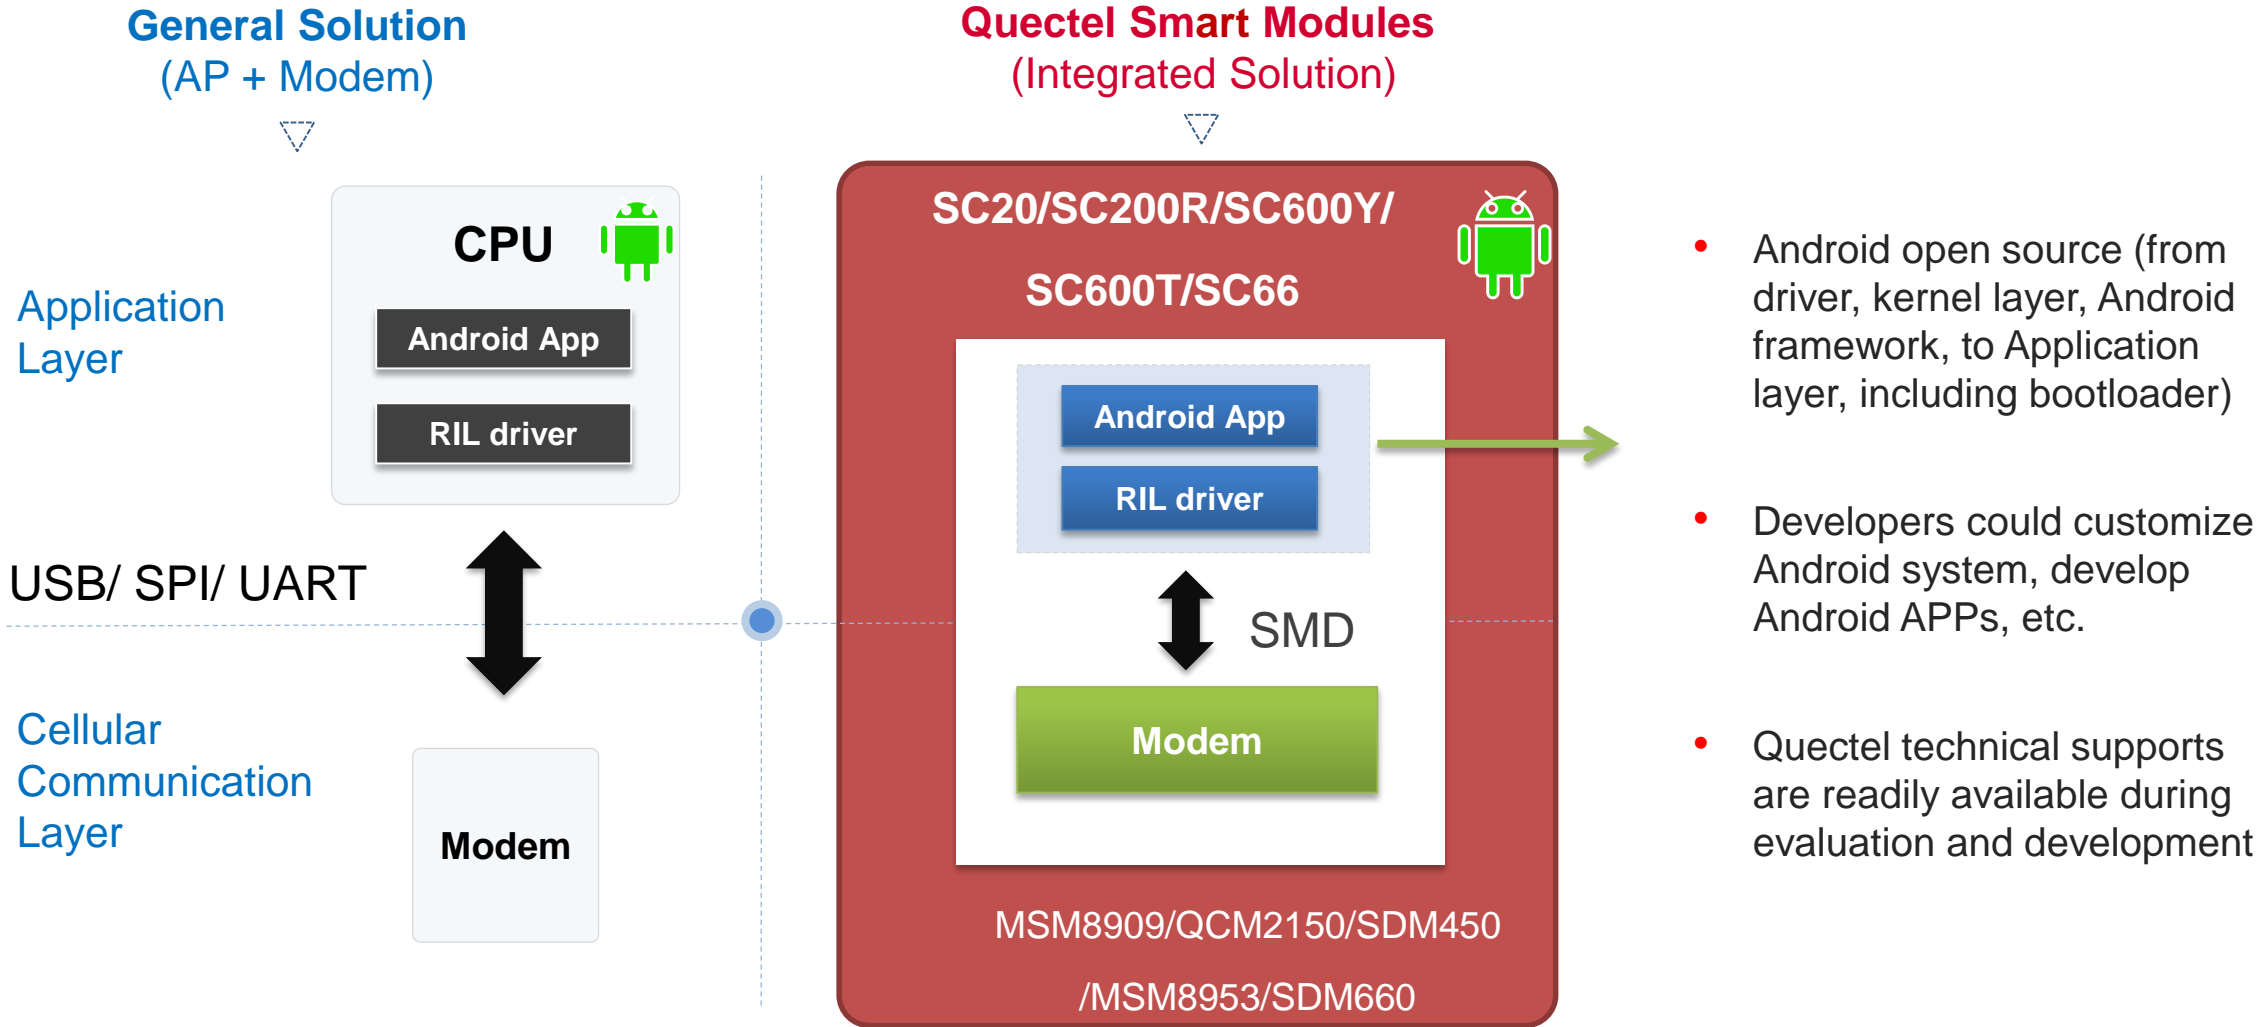 General Solution
(AP + Modem)
Quectel Smart Modules
(Integrated Solution)
Application
Layer
CPU
Android App
RIL driver
USB/ SPI/ UART
Cellular
Communication
Layer
Modem
SC20/SC200R/SC600Y/
SC600T/SC66
Android App
RIL driver
SMD
Modem
MSM8909/QCM2150/SDM450
/MSM8953/SDM660
• Android open source (from
driver, kernel layer, Android
framework, to Application
layer, including bootloader)
• Developers could customize
Android system, develop
Android APPs, etc.
• Quectel technical supports
are readily available during
evaluation and development